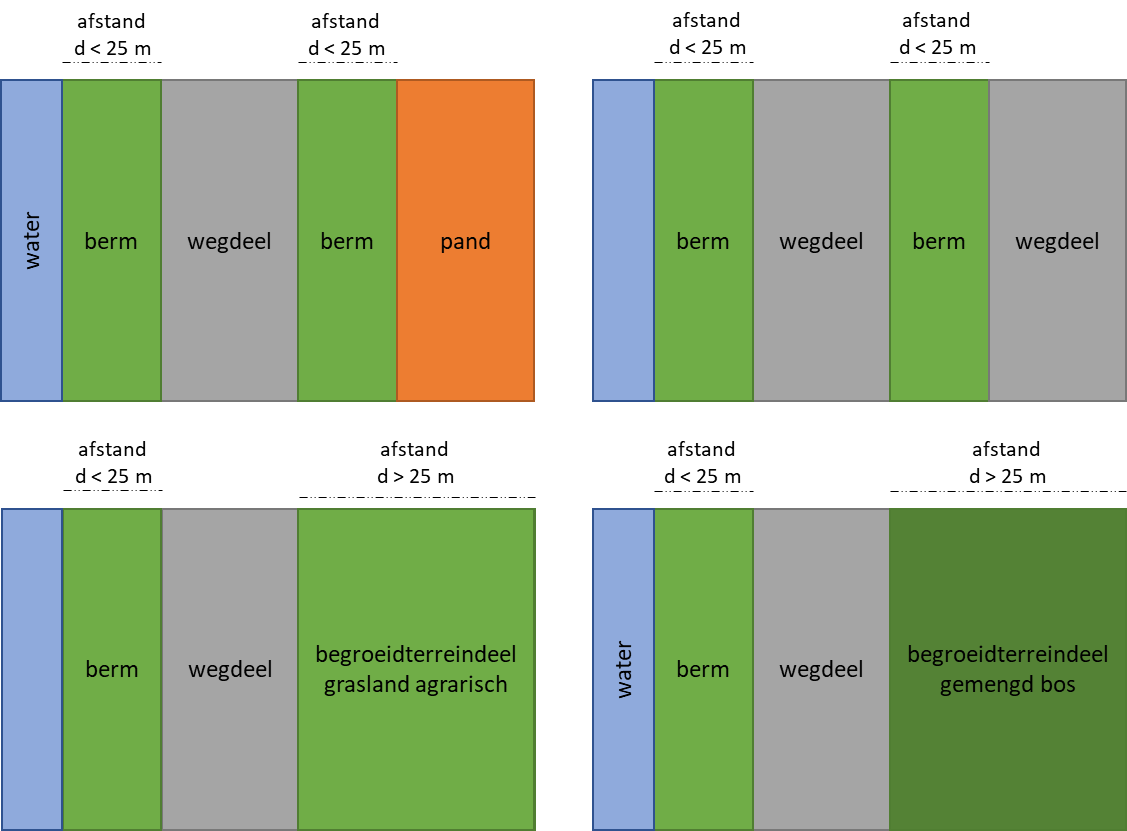 afstand
d < 25 m
afstand
d < 25 m
water
berm
wegdeel
berm
pand
afstand
d < 25 m
afstand
d < 25 m
berm
wegdeel
berm
wegdeel
afstand
d < 25 m
afstand
d > 25 m
berm
wegdeel
begroeidterreindeel
grasland agrarisch
afstand
d < 25 m
afstand
d > 25 m
water
berm
wegdeel
begroeidterreindeel
gemengd bos